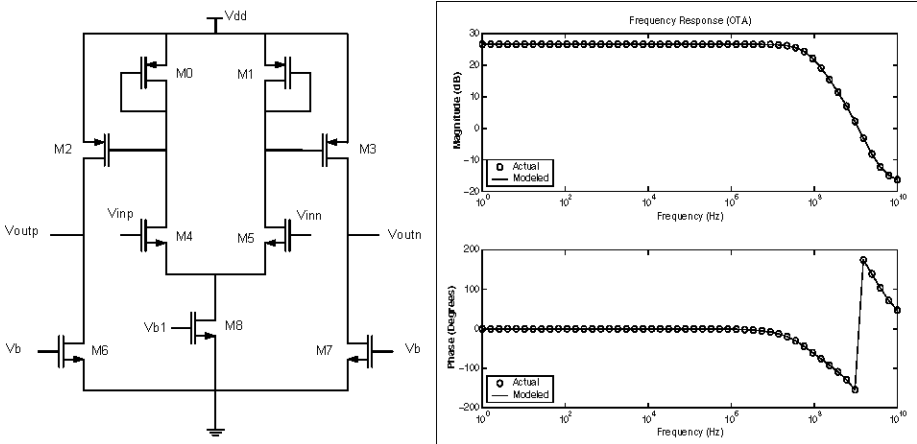 Vdd
M0
M1
M2
M3
Vinp
Vinn
M4
M5
Voutp
Voutn
Vb1
M8
Vb
M6
M7
Vb
Frequency Response (OTA)
Magnitude (dB)
30
20
10
0
-10
-20
Actual
Modeled
10^0
10^2
10^4
10^6
10^8
10^10
Frequency (Hz)
Phase (Degrees)
200
100
0
-100
-200
Actual
Modeled
10^0
10^2
10^4
10^6
10^8
10^10
Frequency (Hz)